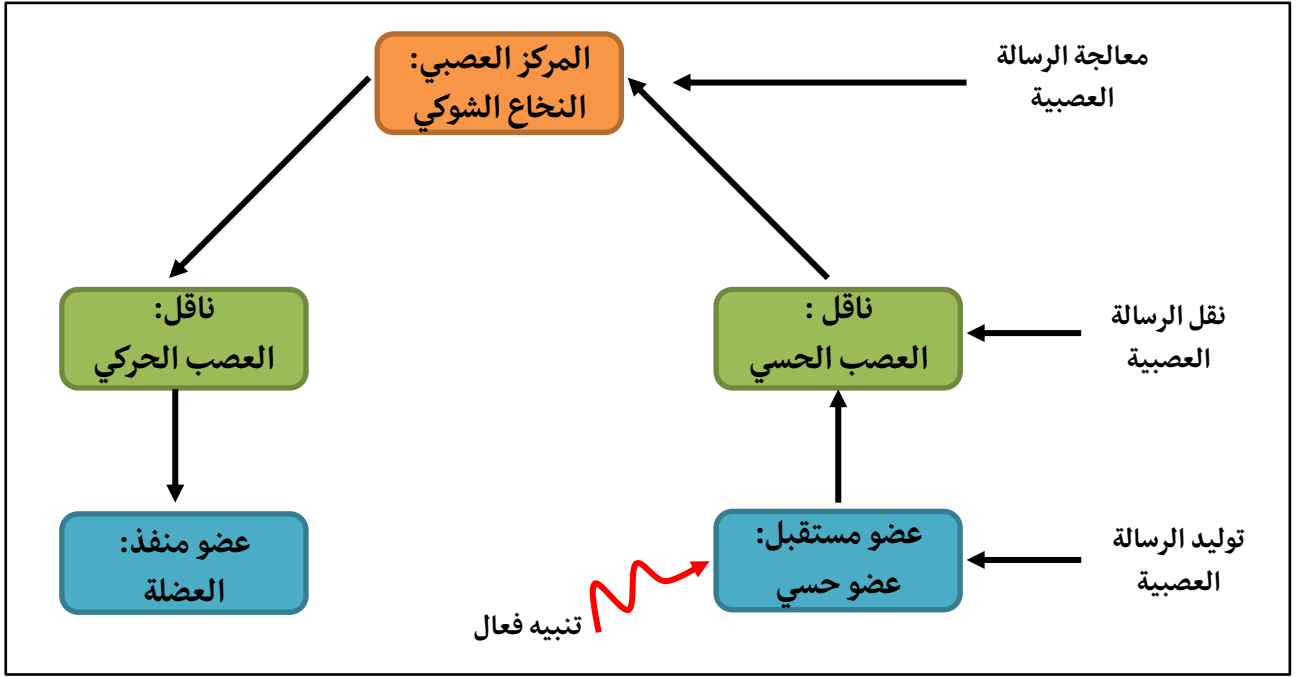 معالجة الرسالة
العصبية
المركز العصبي:
النخاع الشوكي
نقل الرسالة
العصبية
ناقل :
العصب الحسي
ناقل:
العصب الحركي
توليد الرسالة
العصبية
عضو مستقبل:
عضو حسي
تنبيه فعال
عضو منفذ:
العضلة